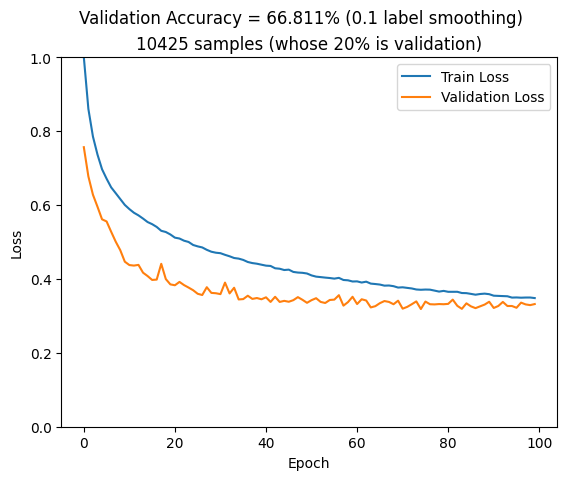 Validation Accuracy = 66.811% (0.1 label smoothing)
10425 samples (whose 20% is validation)
1.0
0.8
0.6
0.4
0.2
0.0
Loss
Train Loss
Validation Loss
0
20
40
60
80
100
Epoch